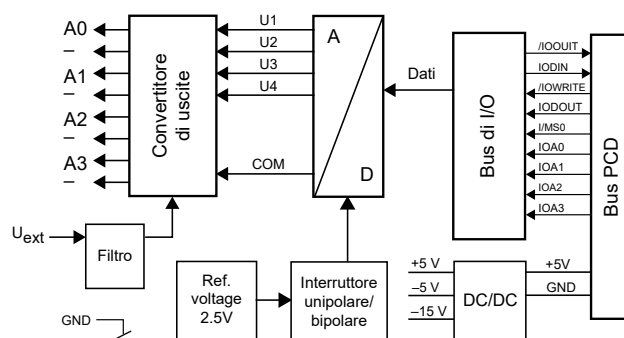 A0
–
A1
–
A2
–
A3
–
Convertitore
di uscite
U1
U2
U3
U4
COM
A
D
Dati
Bus di I/O
/IOOUIT
IODIN
/IOWRITE
IODOUT
I/MS0
IOA0
IOA1
IOA2
IOA3
Bus PCD
Uext
Filtro
Ref.
voltage
2.5V
Interruttore
unipolare/
bipolare
+5 V
–5 V
–15 V
DC/DC
+5V
GND
GND